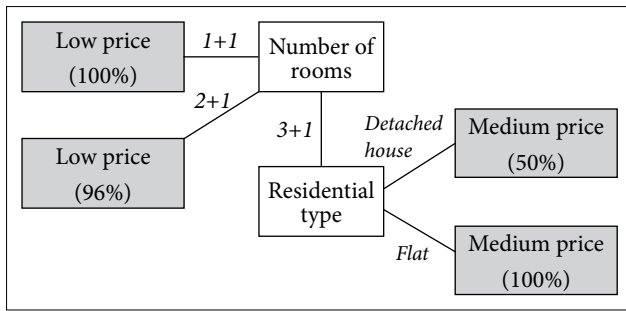 Low price
(100%)
1+1
Number of
rooms
2+1
Low price
(96%)
3+1
Detached
house
Medium price
(50%)
Residential
type
Flat
Medium price
(100%)